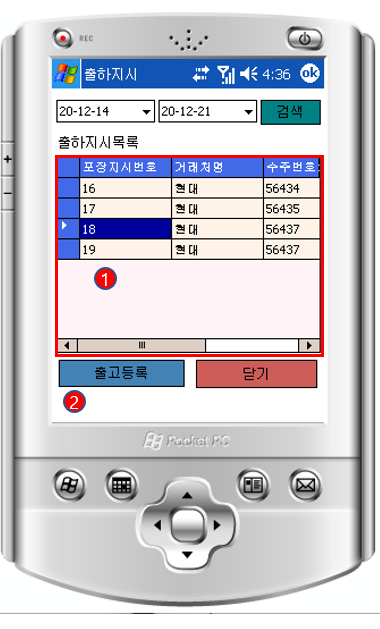 REC
출하지시 4:36 ok
20-12-14 20-12-21 검색
출하지시목록
포장지시번호 거래처명 수주번호
16 현대 56434
17 현대 56435
18 현대 56437
19 현대 56437
1
출고등록 닫기
2
Pocket PC